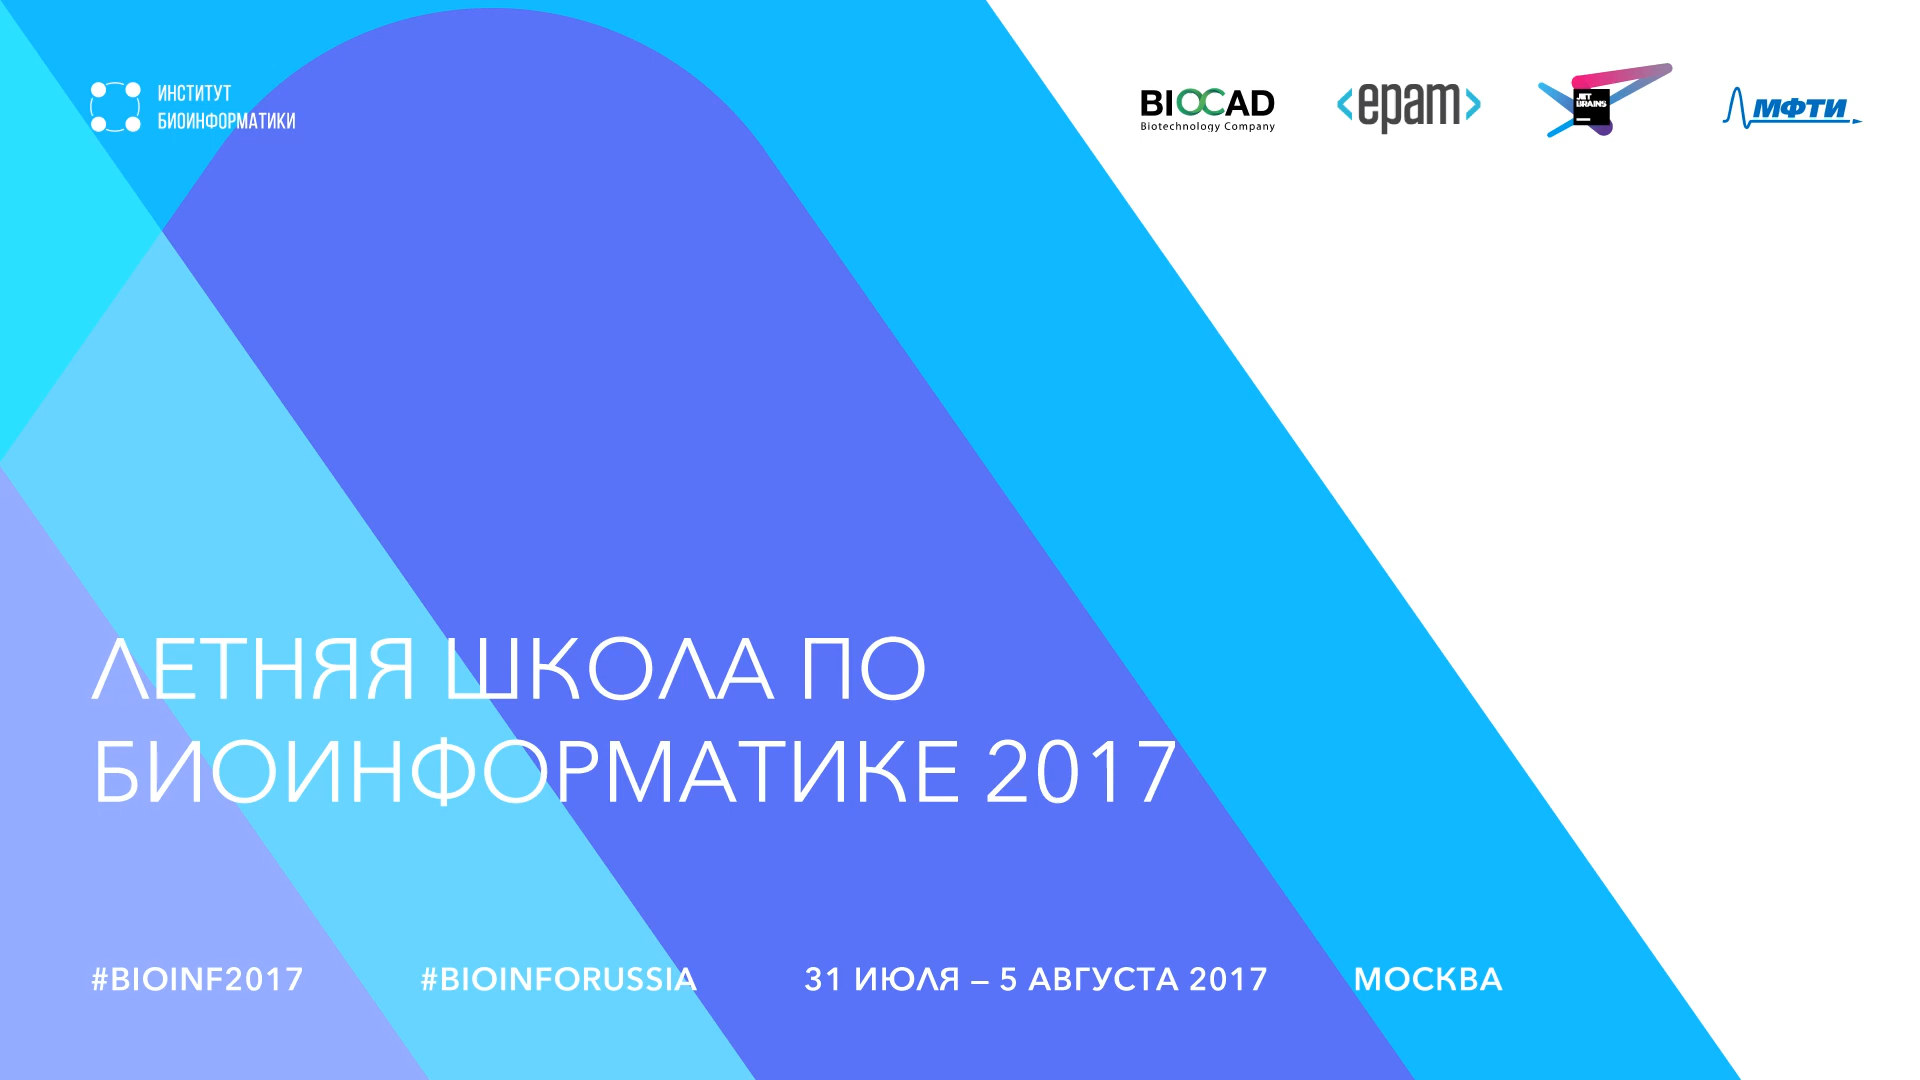 ИНСТИТУТ
БИОИНФОРМАТИКИ
BIOCAD
Biotechnology Company
<epam>
JET
BRAINS
МФТИ
ЛЕТНЯЯ ШКОЛА ПО
БИОИНФОРМАТИКЕ 2017
#BIOINF2017
#BIOINFORUSSIA
31 ИЮЛЯ – 5 АВГУСТА 2017
МОСКВА